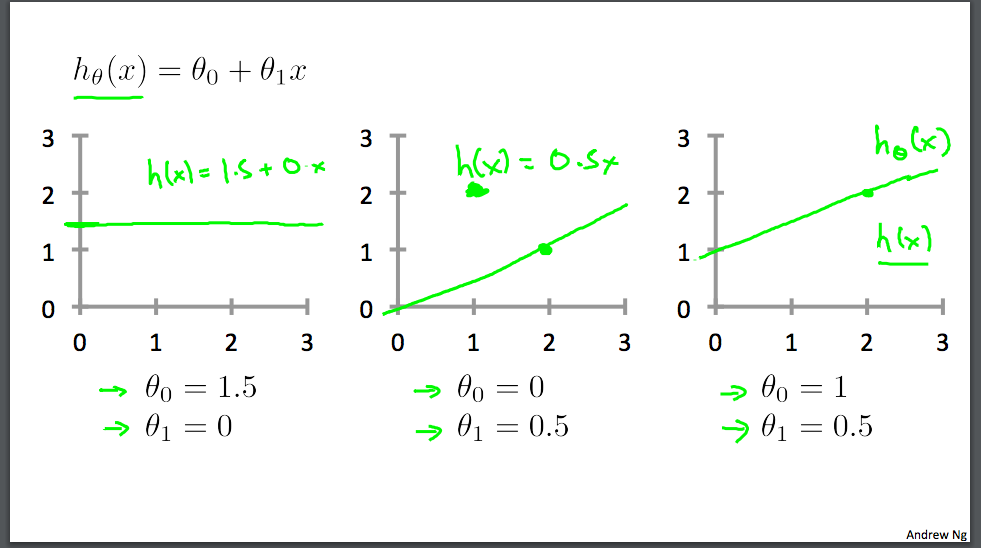 hθ(x) = θ₀ + θ₁x
3
2
1
0
0 1 2 3
h(x) = 1.5 + 0·x
θ₀ = 1.5
θ₁ = 0
3
2
1
0
0 1 2 3
h(x) = 0.5x
θ₀ = 0
θ₁ = 0.5
3
2
1
0
0 1 2 3
hθ(x)
h(x)
θ₀ = 1
θ₁ = 0.5
Andrew Ng